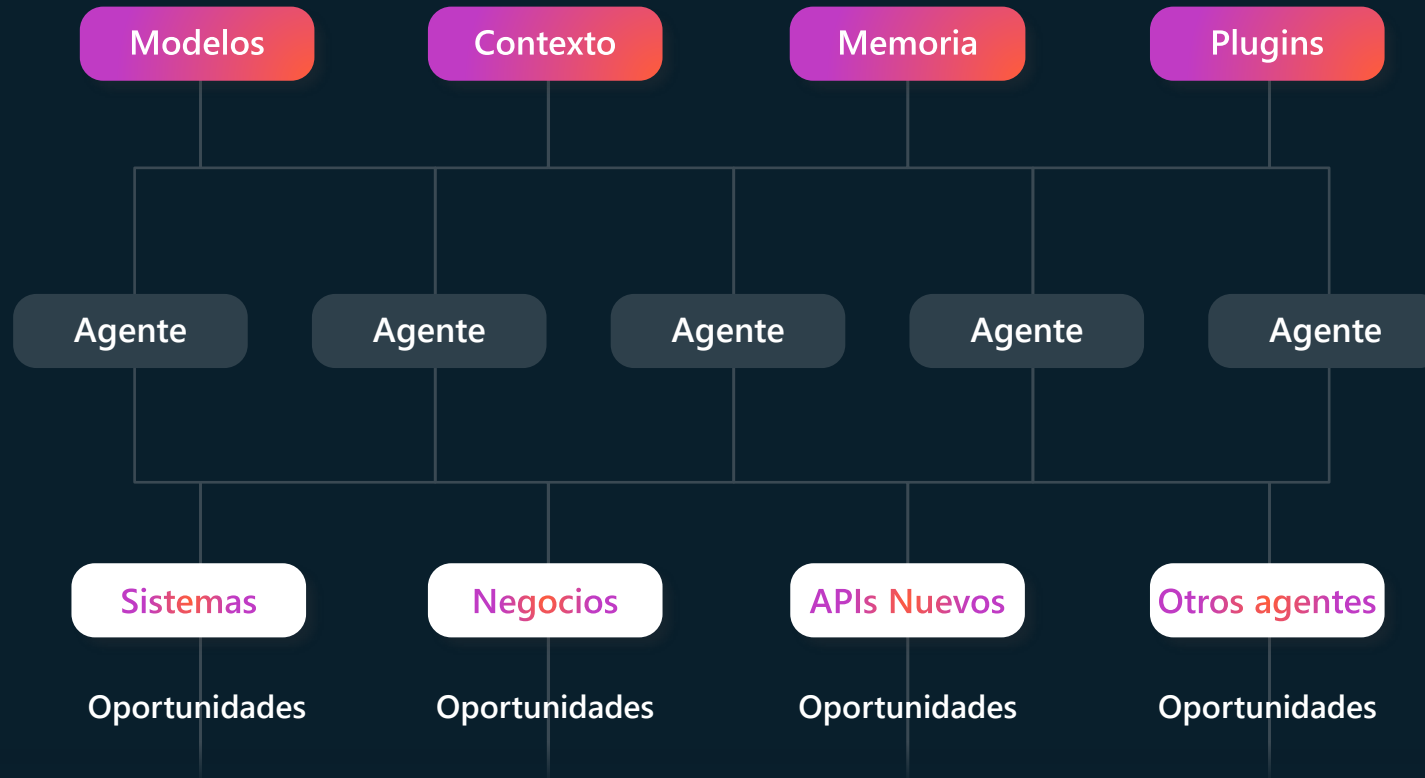 Modelos
Contexto
Memoria
Plugins
Agente
Agente
Agente
Agente
Agente
Sistemas
Negocios
APIs Nuevos
Otros agentes
Oportunidades
Oportunidades
Oportunidades
Oportunidades